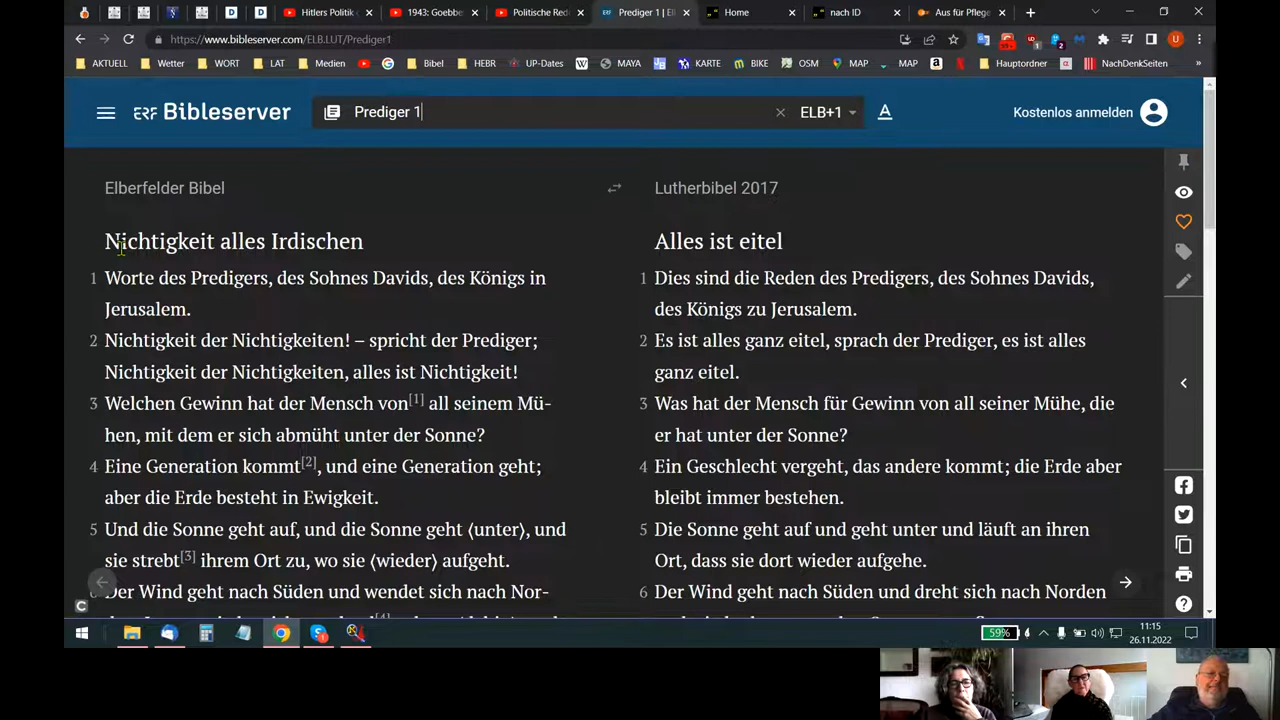 Hitlers Politik
1943: Goebbe
Politische Red
Prediger 1 | El
Home
nach ID
Aus für Pflege
https://www.bibleserver.com/ELB.LUT/Prediger1
AKTUELL
Wetter
WORT
LAT
Medien
Bibel
HEBR
UP-Dates
MAYA
KARTE
BIKE
OSM
MAP
MAP
Hauptordner
NachDenkSeiten
ERF Bibleserver
Prediger 1
ELB+1
A
Kostenlos anmelden
Elberfelder Bibel
Nichtigkeit alles Irdischen
1 Worte des Predigers, des Sohnes Davids, des Königs in
Jerusalem.
2 Nichtigkeit der Nichtigkeiten! – spricht der Prediger;
Nichtigkeit der Nichtigkeiten, alles ist Nichtigkeit!
3 Welchen Gewinn hat der Mensch von[1] all seinem Mü-
hen, mit dem er sich abmüht unter der Sonne?
4 Eine Generation kommt[2], und eine Generation geht;
aber die Erde besteht in Ewigkeit.
5 Und die Sonne geht auf, und die Sonne geht ⟨unter⟩, und
sie strebt[3] ihrem Ort zu, wo sie ⟨wieder⟩ aufgeht.
Der Wind geht nach Süden und wendet sich nach Nor-
Lutherbibel 2017
Alles ist eitel
1 Dies sind die Reden des Predigers, des Sohnes Davids,
des Königs zu Jerusalem.
2 Es ist alles ganz eitel, sprach der Prediger, es ist alles
ganz eitel.
3 Was hat der Mensch für Gewinn von all seiner Mühe, die
er hat unter der Sonne?
4 Ein Geschlecht vergeht, das andere kommt; die Erde aber
bleibt immer bestehen.
5 Die Sonne geht auf und geht unter und läuft an ihren
Ort, dass sie dort wieder aufgehe.
6 Der Wind geht nach Süden und dreht sich nach Norden
59%
11:15
26.11.2022